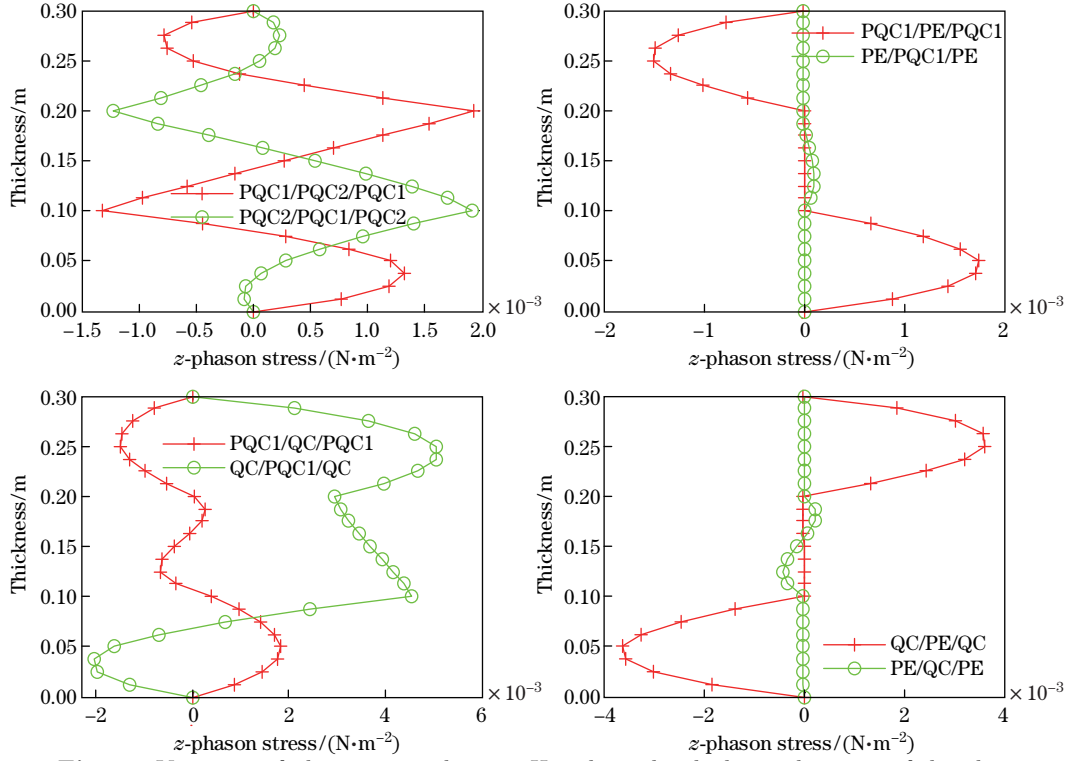 0.30
0.25
0.20
0.15
0.10
0.05
0.00
Thickness/m
PQC1/PQC2/PQC1
PQC2/PQC1/PQC2
×10⁻³
−1.5 −1.0 −0.5 0.0 0.5 1.0 1.5 2.0
z-phason stress/(N·m⁻²)
0.30
0.25
0.20
0.15
0.10
0.05
0.00
Thickness/m
PQC1/PE/PQC1
PE/PQC1/PE
×10⁻³
−2 −1 0 1 2
z-phason stress/(N·m⁻²)
0.30
0.25
0.20
0.15
0.10
0.05
0.00
Thickness/m
PQC1/QC/PQC1
QC/PQC1/QC
×10⁻³
−2 0 2 4 6
z-phason stress/(N·m⁻²)
0.30
0.25
0.20
0.15
0.10
0.05
0.00
Thickness/m
QC/PE/QC
PE/QC/PE
×10⁻³
−4 −2 0 2 4
z-phason stress/(N·m⁻²)